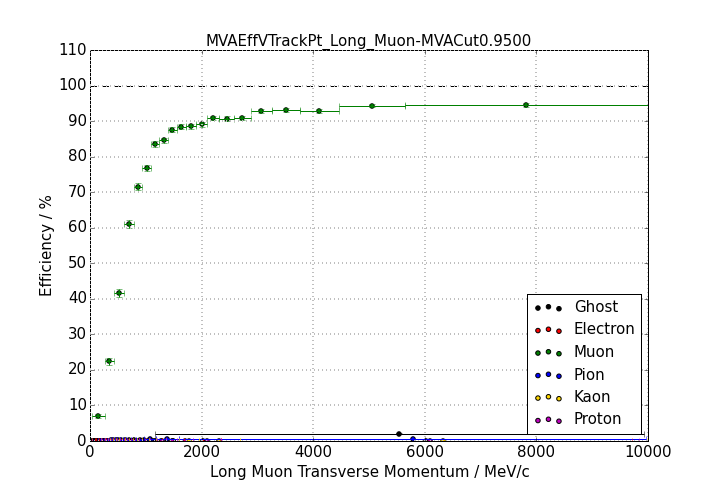 MVAEffVTrackPt_Long_Muon-MVACut0.9500
110
100
90
80
70
60
50
40
30
20
10
0
Efficiency / %
Ghost
Electron
Muon
Pion
Kaon
Proton
0 2000 4000 6000 8000 10000
Long Muon Transverse Momentum / MeV/c